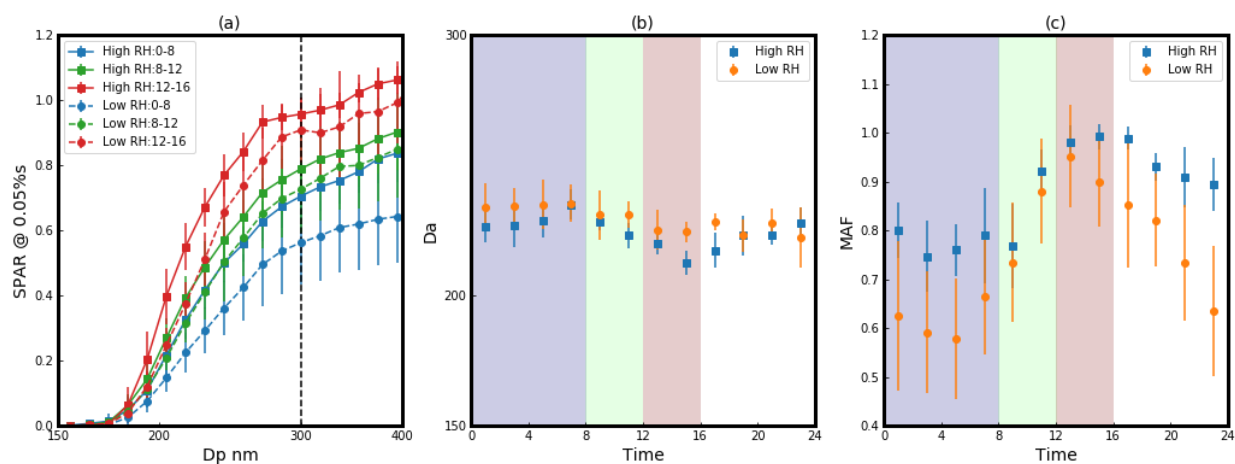 (a)
1.2
1.0
0.8
0.6
0.4
0.2
0.0
SPAR @ 0.05%s
High RH:0-8
High RH:8-12
High RH:12-16
Low RH:0-8
Low RH:8-12
Low RH:12-16
150 200 300 400
Dp nm
(b)
300
200
150
Da
High RH
Low RH
0 4 8 12 16 20 24
Time
(c)
1.2
1.1
1.0
0.9
0.8
0.7
0.6
0.5
0.4
MAF
High RH
Low RH
0 4 8 12 16 20 24
Time